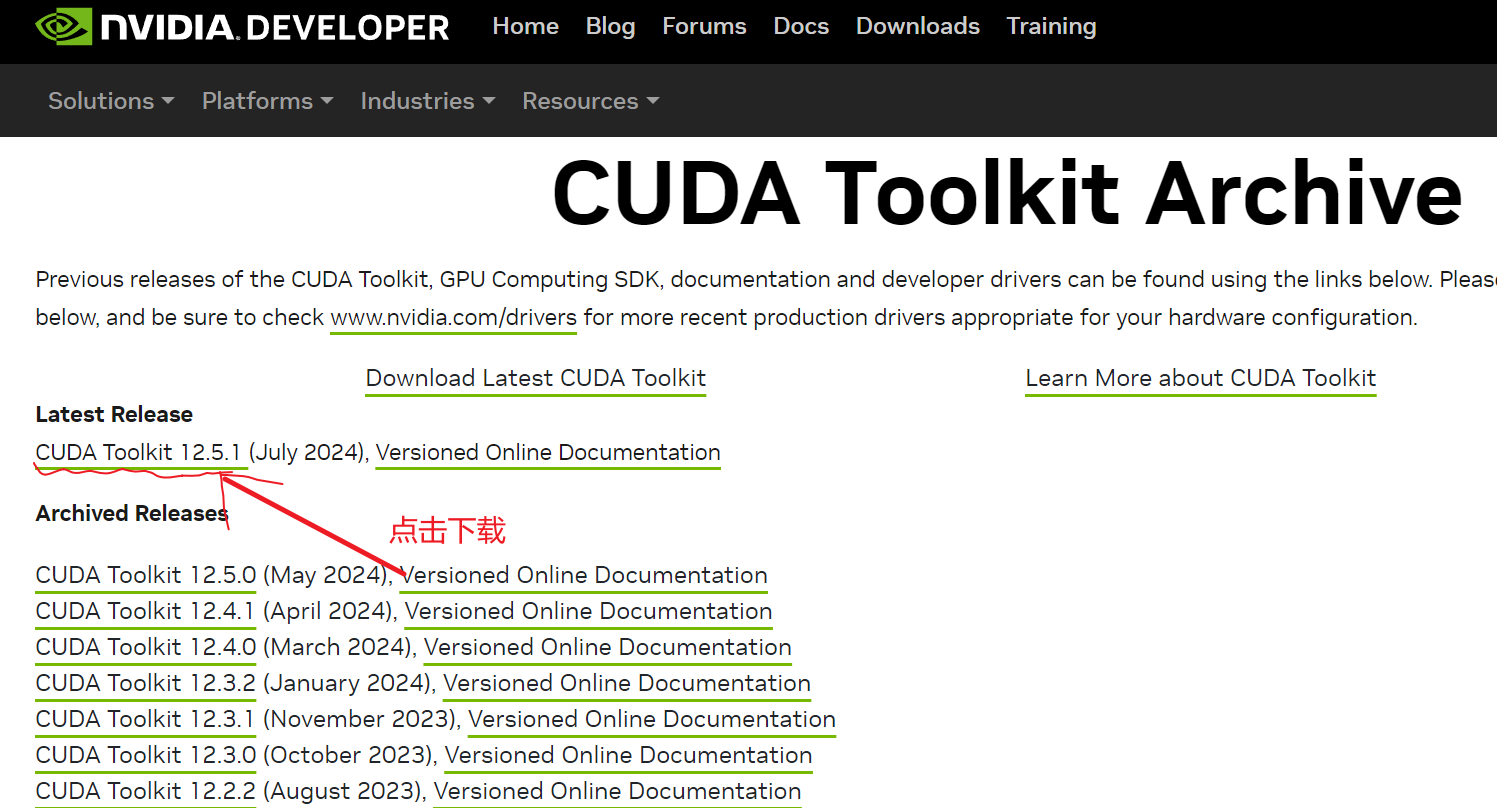 NVIDIA. DEVELOPER Home Blog Forums Docs Downloads Training
Solutions Platforms Industries Resources
CUDA Toolkit Archive
Previous releases of the CUDA Toolkit, GPU Computing SDK, documentation and developer drivers can be found using the links below.
below, and be sure to check www.nvidia.com/drivers for more recent production drivers appropriate for your hardware configuration.
Download Latest CUDA Toolkit Learn More about CUDA Toolkit
Latest Release
CUDA Toolkit 12.5.1 (July 2024), Versioned Online Documentation
Archived Releases
点击下载
CUDA Toolkit 12.5.0 (May 2024), Versioned Online Documentation
CUDA Toolkit 12.4.1 (April 2024), Versioned Online Documentation
CUDA Toolkit 12.4.0 (March 2024), Versioned Online Documentation
CUDA Toolkit 12.3.2 (January 2024), Versioned Online Documentation
CUDA Toolkit 12.3.1 (November 2023), Versioned Online Documentation
CUDA Toolkit 12.3.0 (October 2023), Versioned Online Documentation
CUDA Toolkit 12.2.2 (August 2023), Versioned Online Documentation